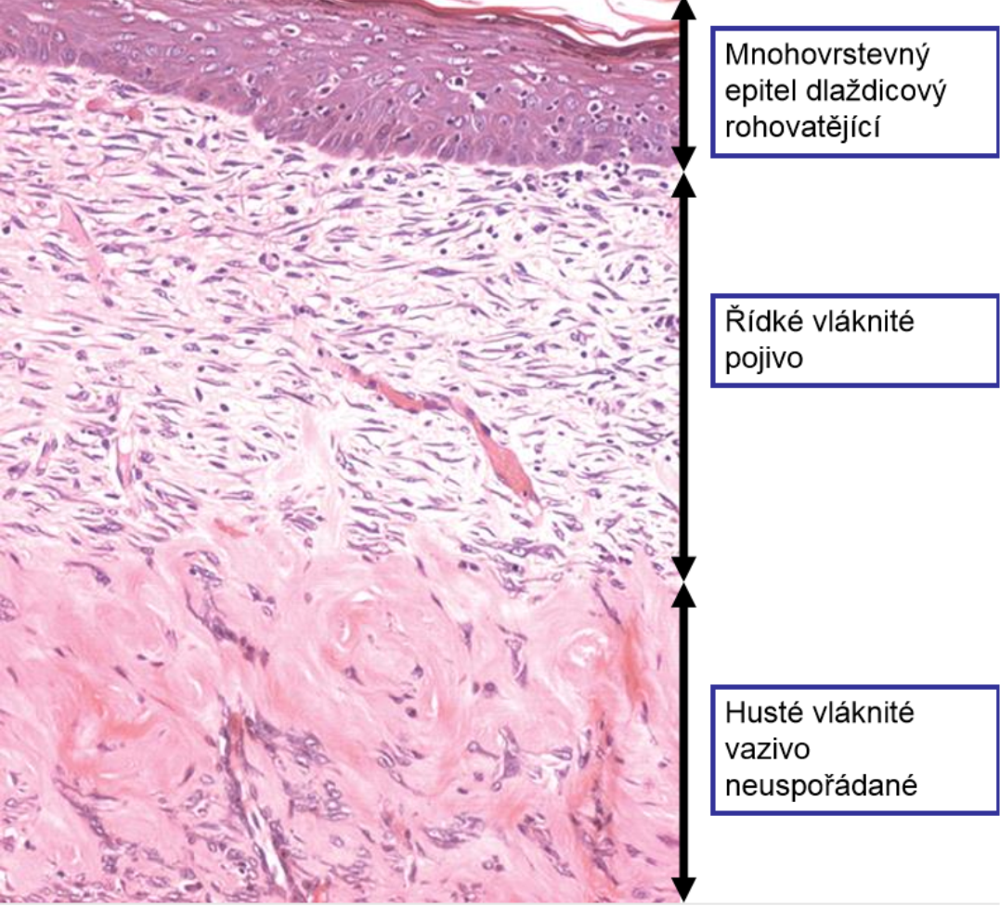 Mnohovrstevný
epitel dlaždicový
rohovatějící
Řídké vláknité
pojivo
Husté vláknité
vazivo
neuspořádané